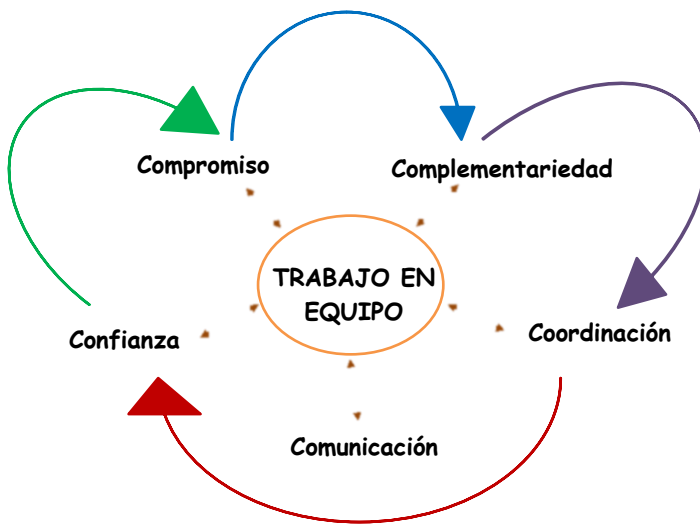 Compromiso
Complementariedad
TRABAJO EN
EQUIPO
Confianza
Coordinación
Comunicación